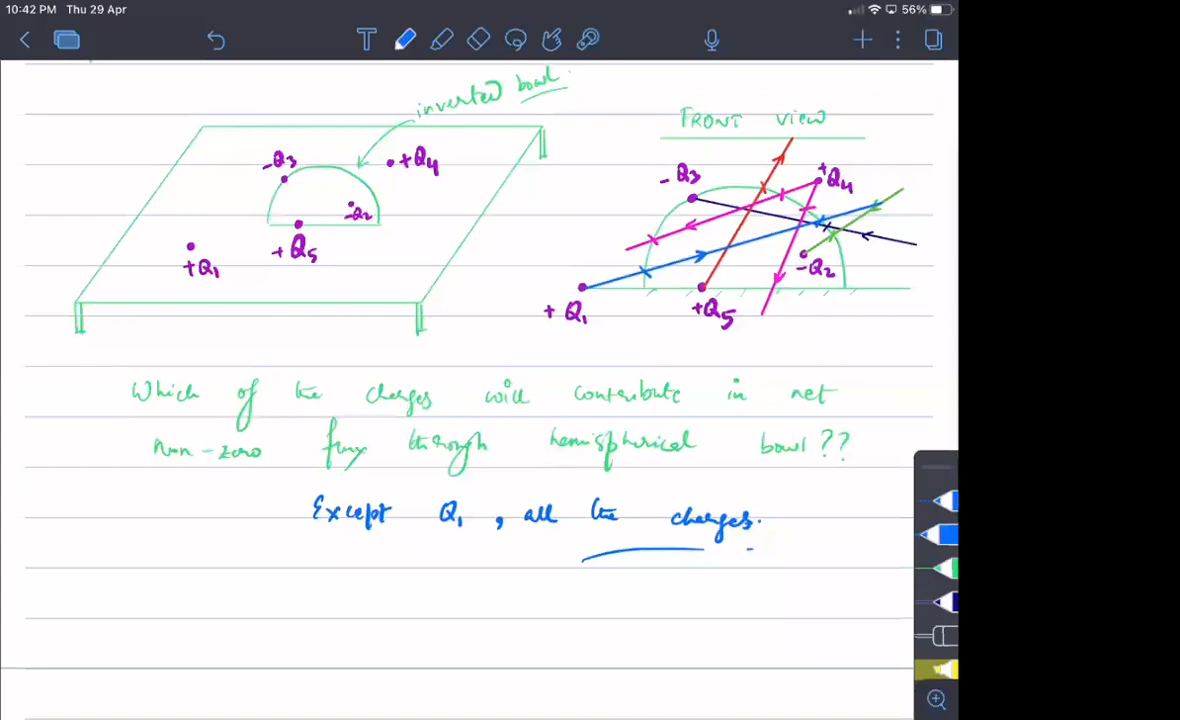 10:42 PM Thu 29 Apr
56%
inverted bowl.
FRONT VIEW
-Q3
+Q4
-Q2
+Q5
+Q1
-Q3
+Q4
-Q2
+Q1
+Q5
Which of the charges will contribute in net
non-zero flux through hemispherical bowl??
Except Q1, all the charges.